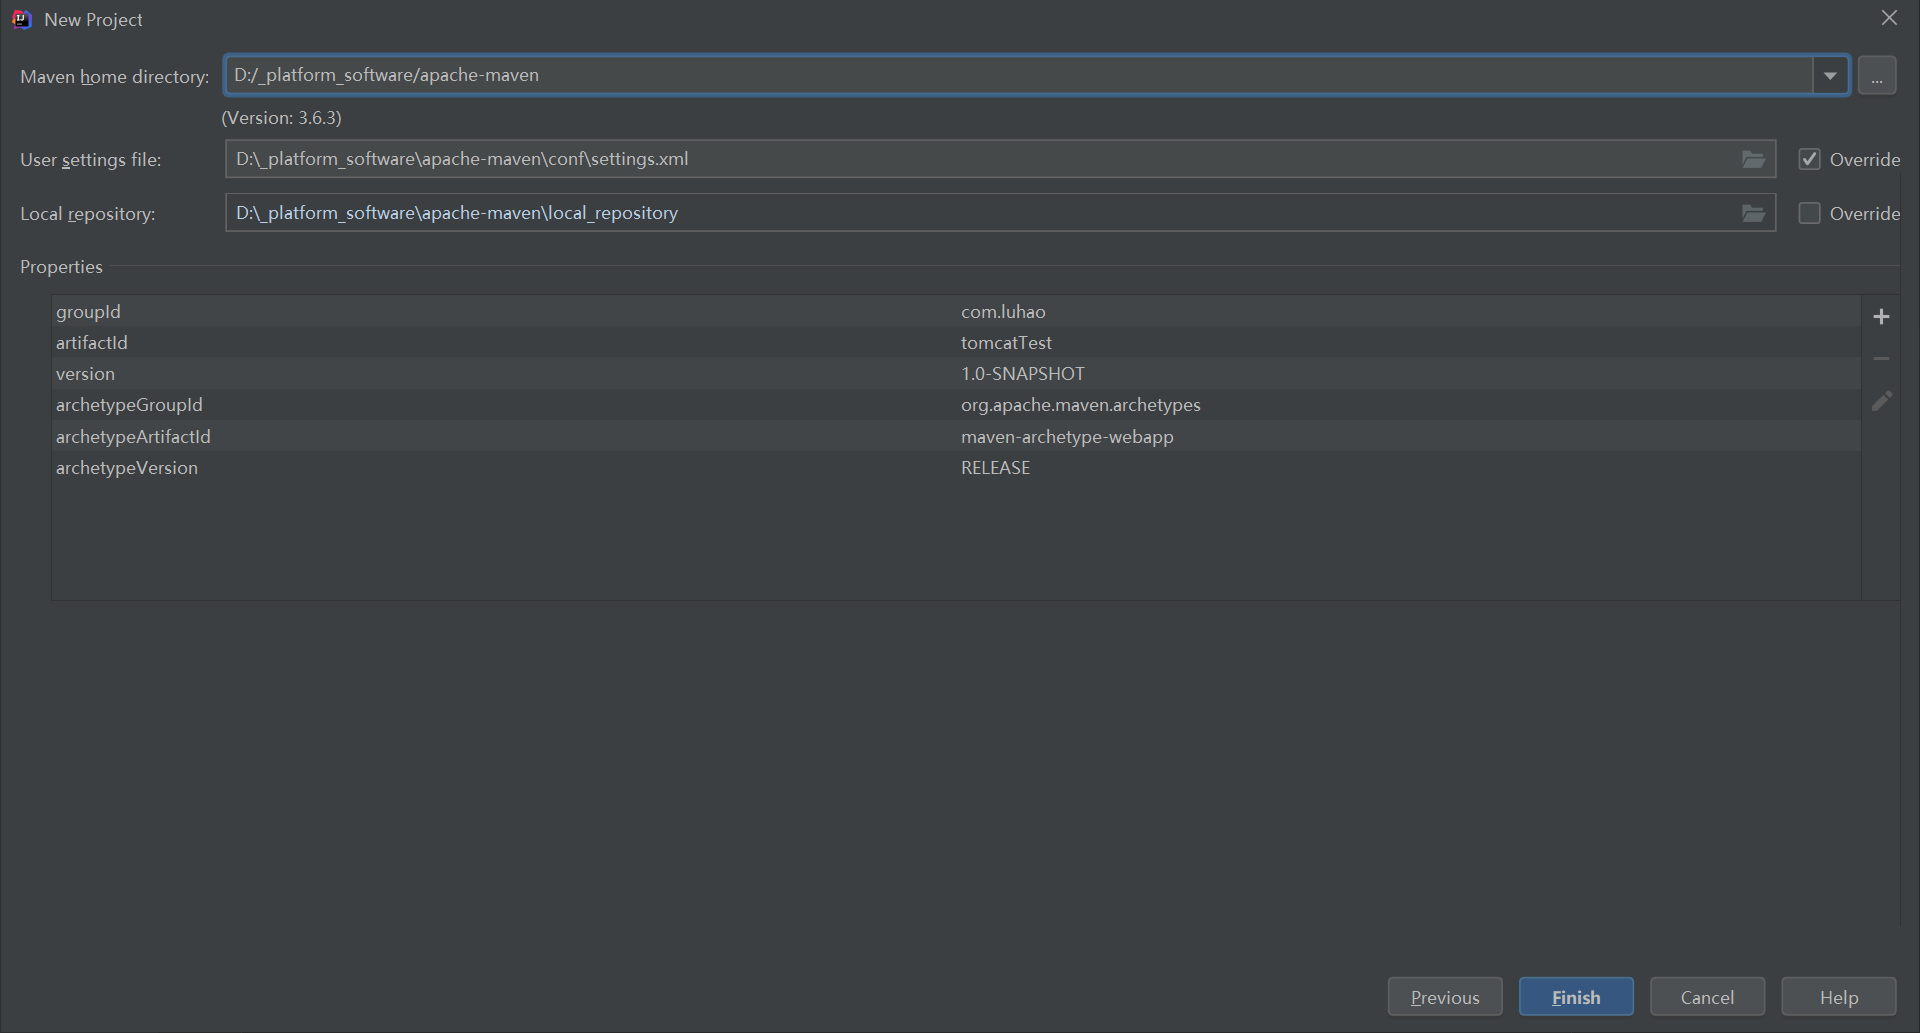 New Project
Maven home directory: D:/_platform_software/apache-maven ...
(Version: 3.6.3)
User settings file: D:\_platform_software\apache-maven\conf\settings.xml Override
Local repository: D:\_platform_software\apache-maven\local_repository Override
Properties
groupId com.luhao
artifactId tomcatTest
version 1.0-SNAPSHOT
archetypeGroupId org.apache.maven.archetypes
archetypeArtifactId maven-archetype-webapp
archetypeVersion RELEASE
Previous Finish Cancel Help